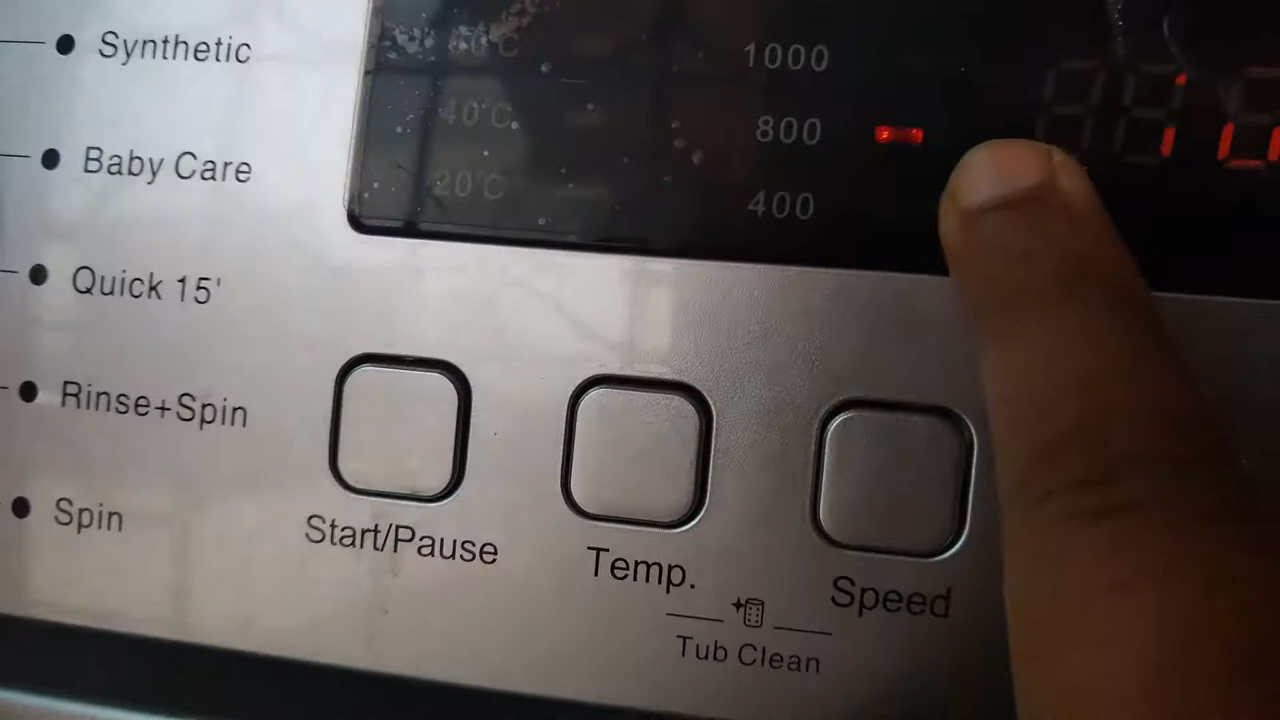 Synthetic
Baby Care
Quick 15'
Rinse+Spin
Spin
40°C
20°C
1000
800
400
Start/Pause
Temp.
Speed
Tub Clean